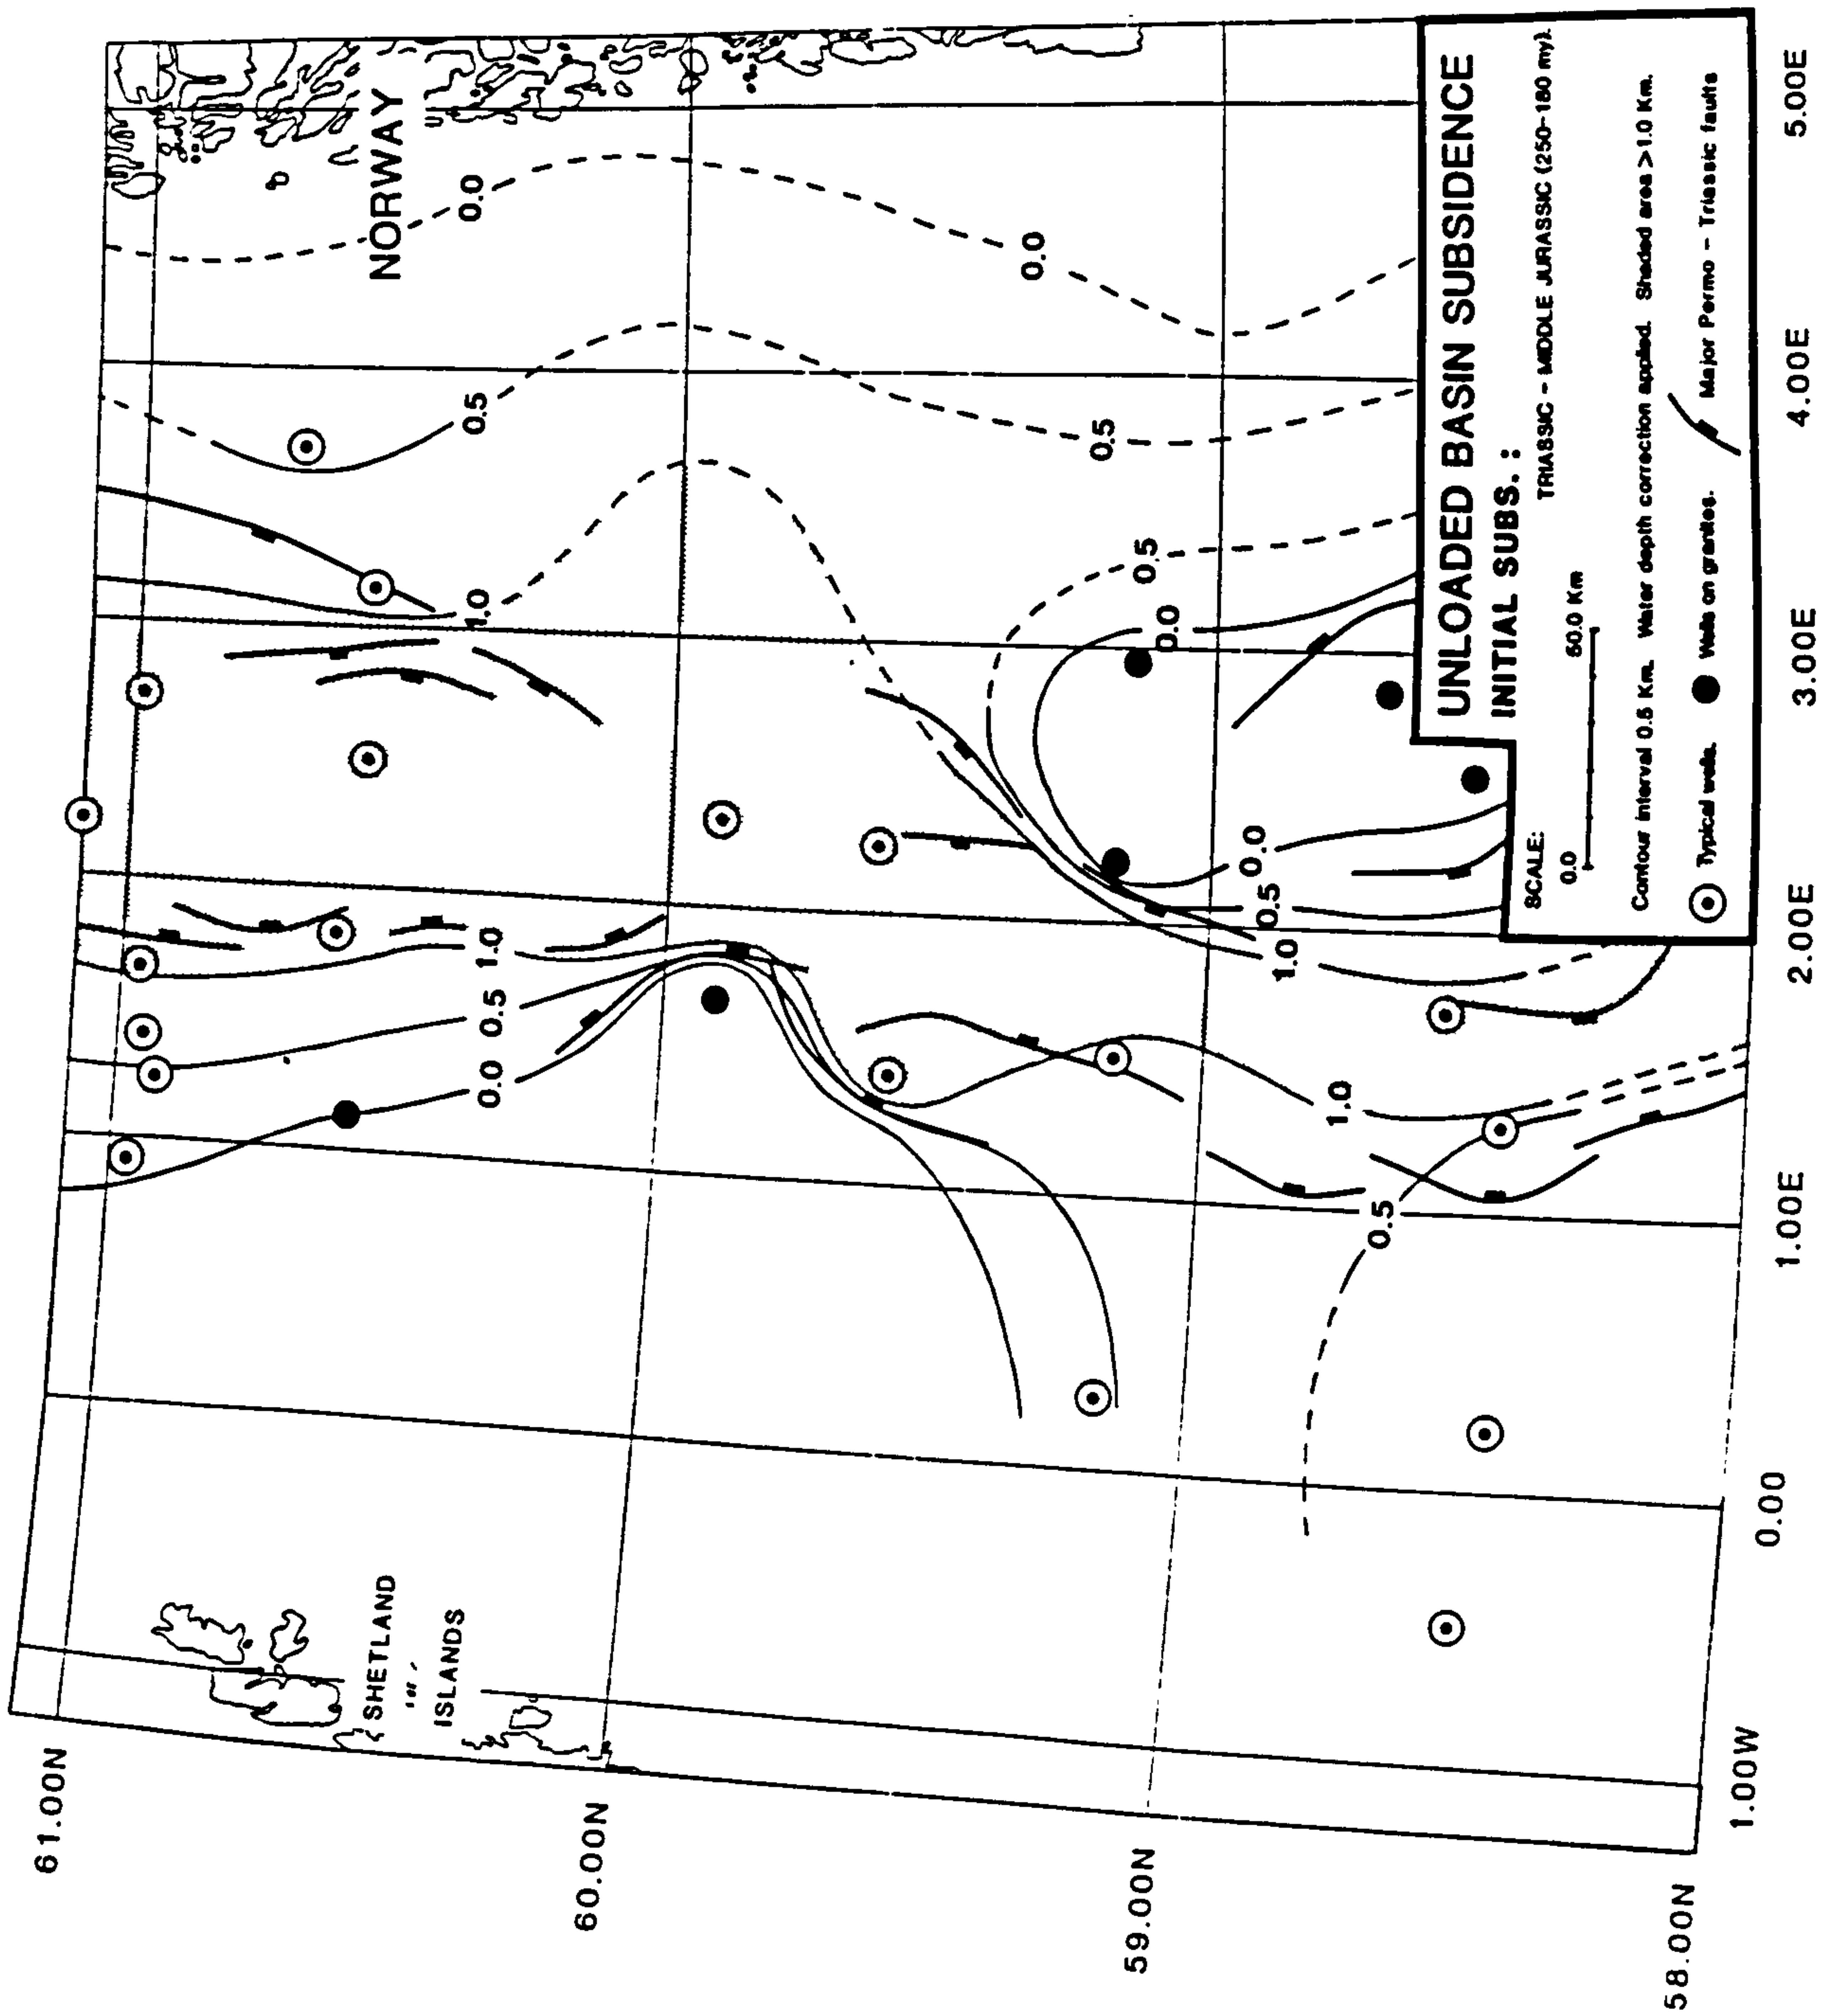 UNLOADED BASIN SUBSIDENCE
INITIAL SUBS. :
TRIASSIC - MIDDLE JURASSIC (250-180 my).
SCALE:
0.0 50.0 Km
Contour interval 0.5 Km. Water depth correction applied. Shaded area >1.0 Km.
Typical wells. Wells on granites. Major Permo - Triassic faults
NORWAY
SHETLAND
ISLANDS
61.00N
60.00N
59.00N
58.00N
1.00W
0.00
1.00E
2.00E
3.00E
4.00E
5.00E
0.0
0.0
0.5
0.5
1.0
0.5
0.0
0.0
0.5
1.0
1.0
0.5
0.0
1.0
0.5